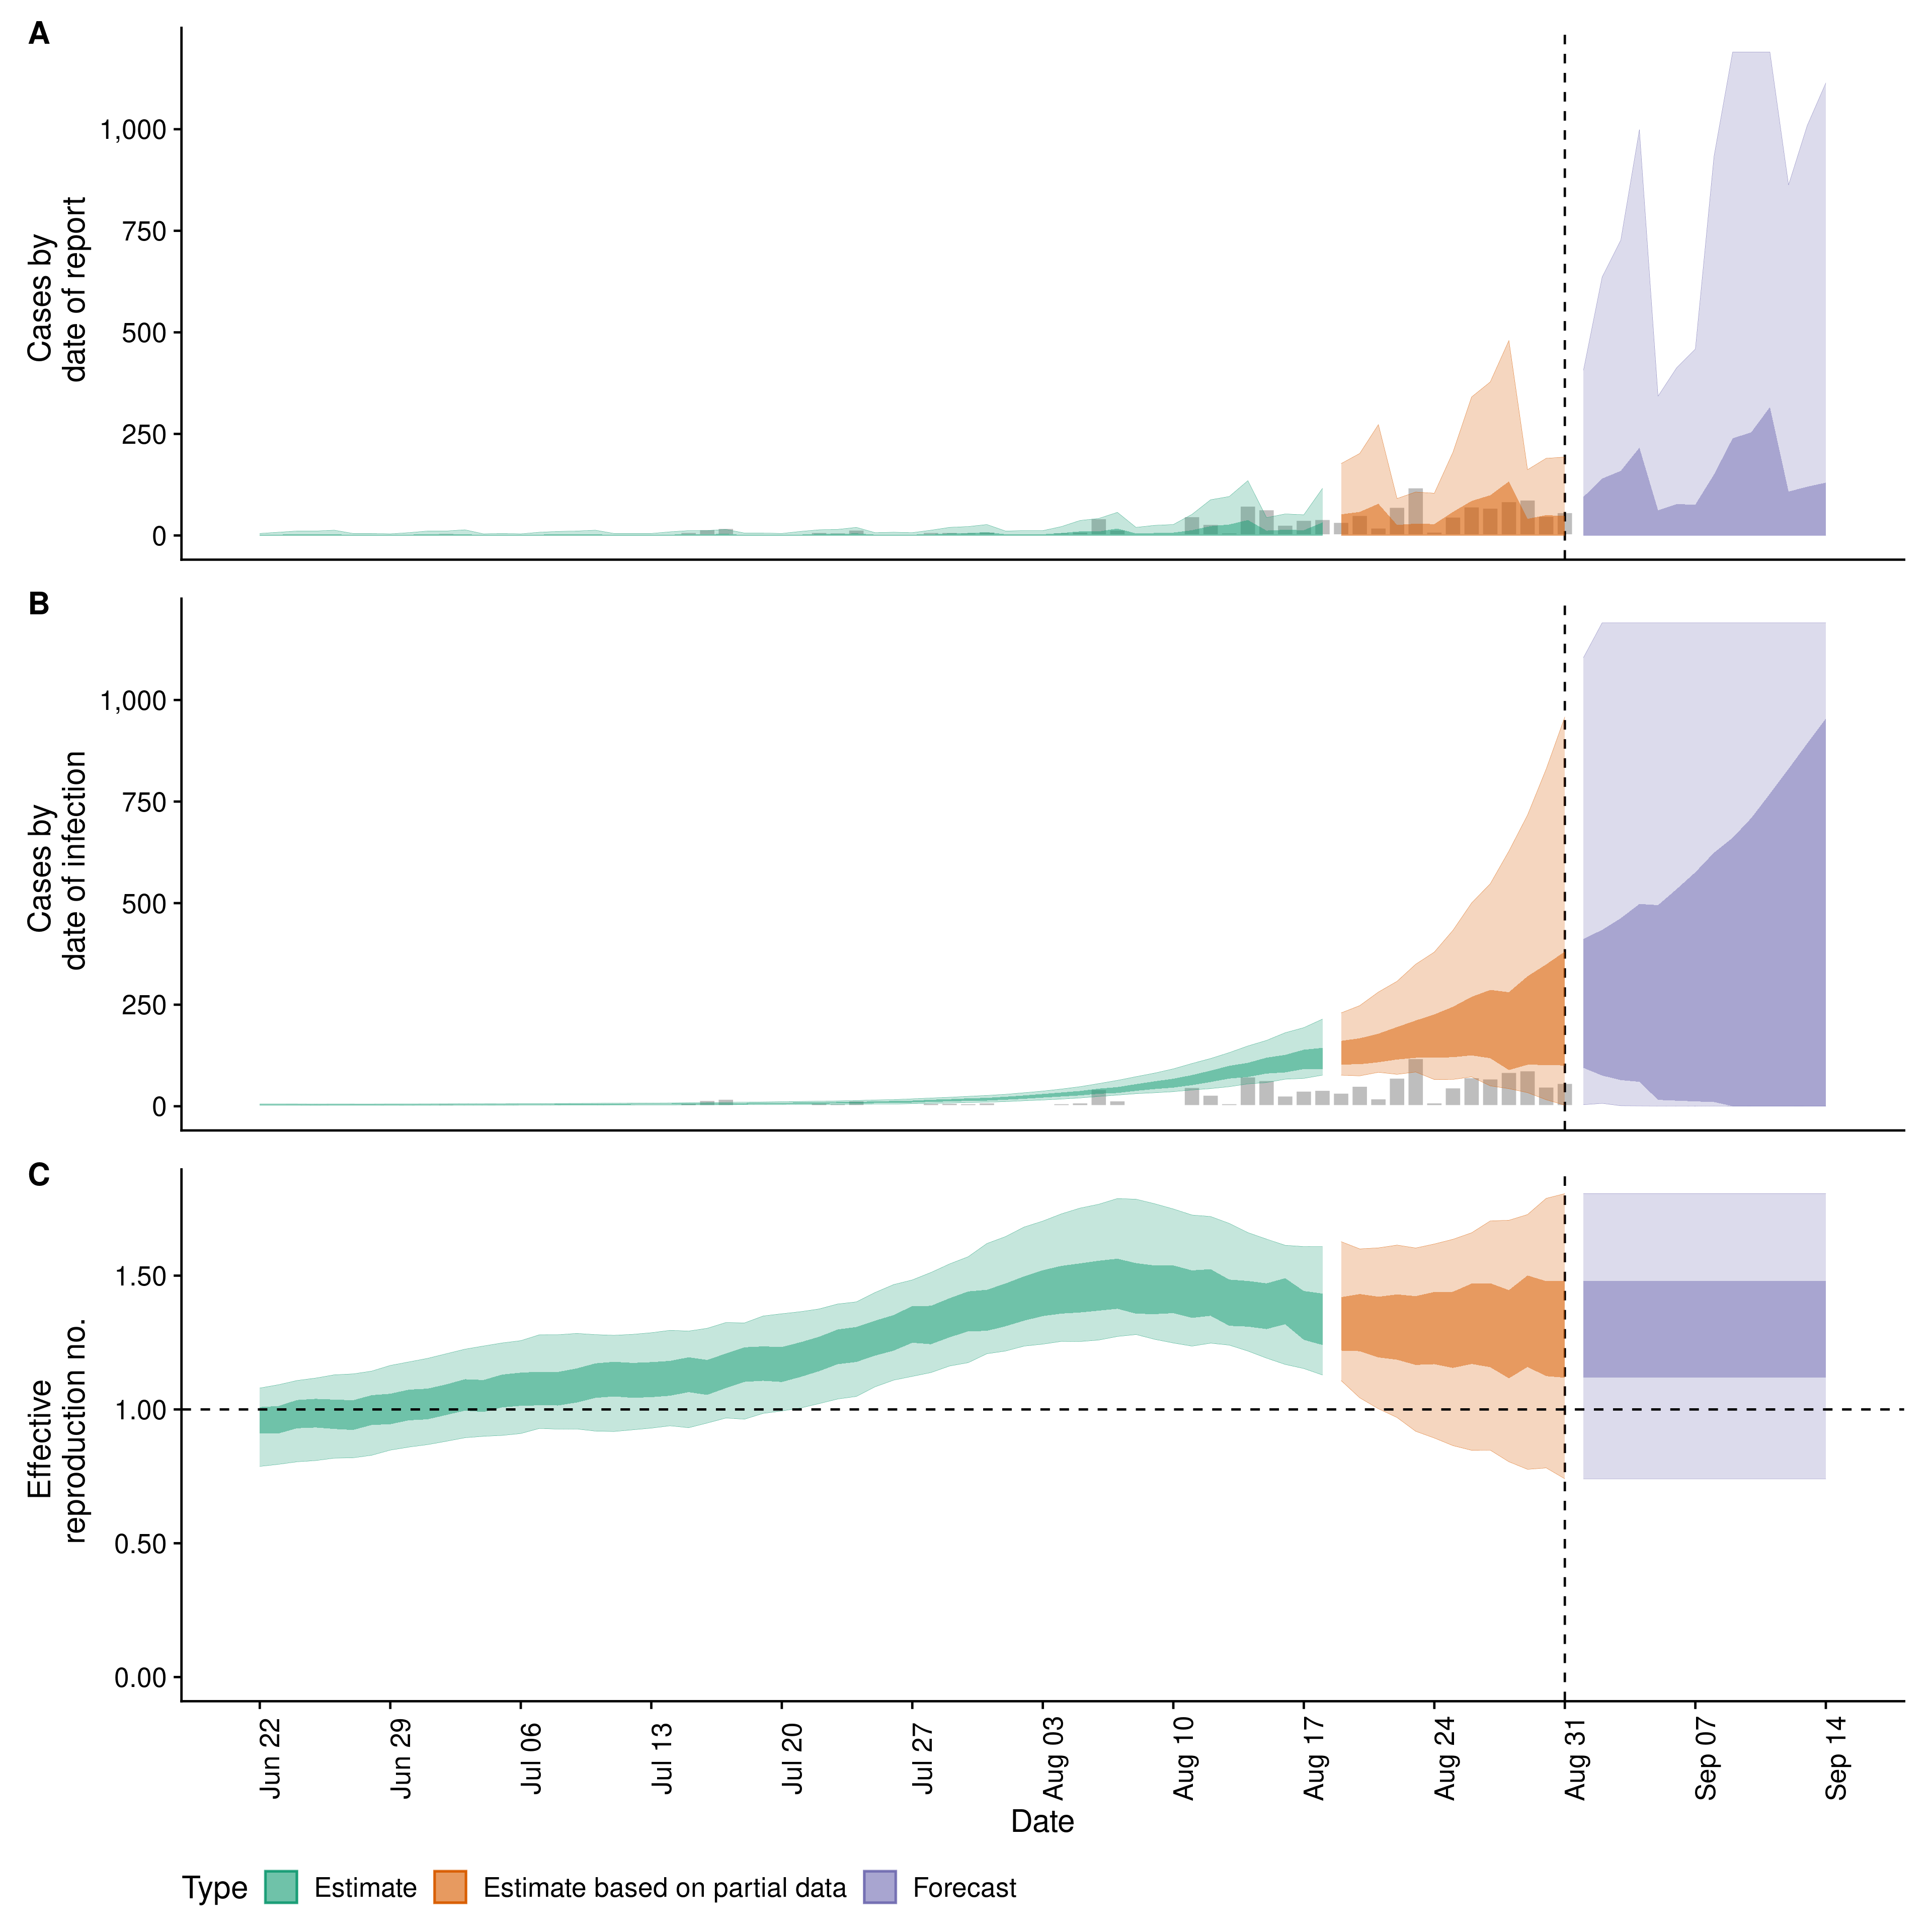 A
Cases by
date of report
1,000
750
500
250
0
B
Cases by
date of infection
1,000
750
500
250
0
C
Effective
reproduction no.
1.50
1.00
0.50
0.00
Jun 22
Jun 29
Jul 06
Jul 13
Jul 20
Jul 27
Aug 03
Aug 10
Aug 17
Aug 24
Aug 31
Sep 07
Sep 14
Date
Type Estimate Estimate based on partial data Forecast